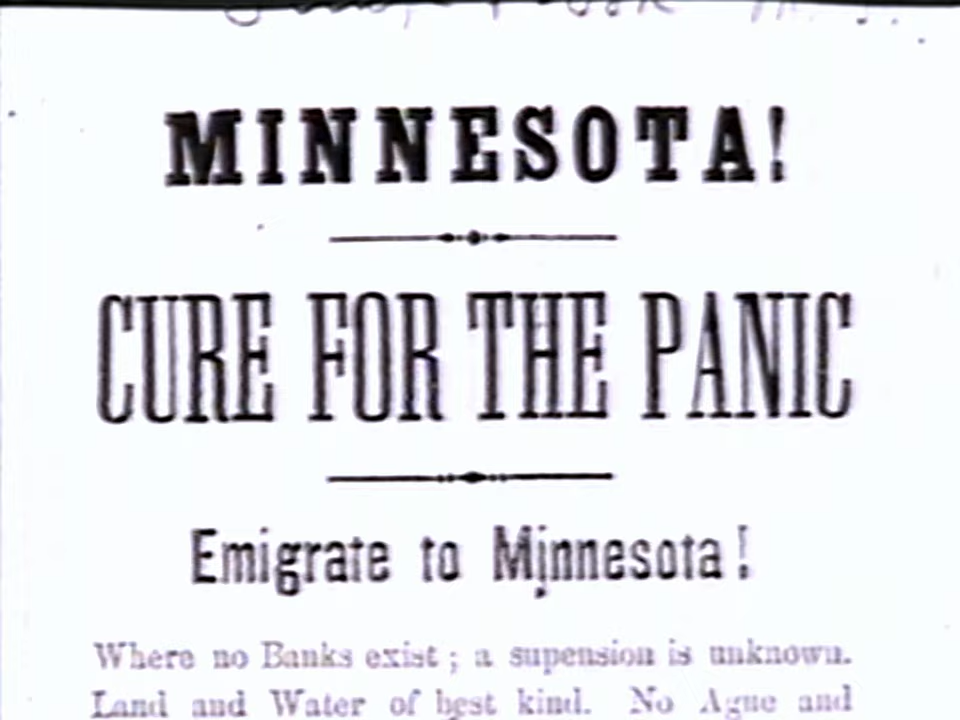 MINNESOTA!
CURE FOR THE PANIC
Emigrate to Minnesota!
Where no Banks exist; a supension is unknown.
Land and Water of best kind. No Ague and